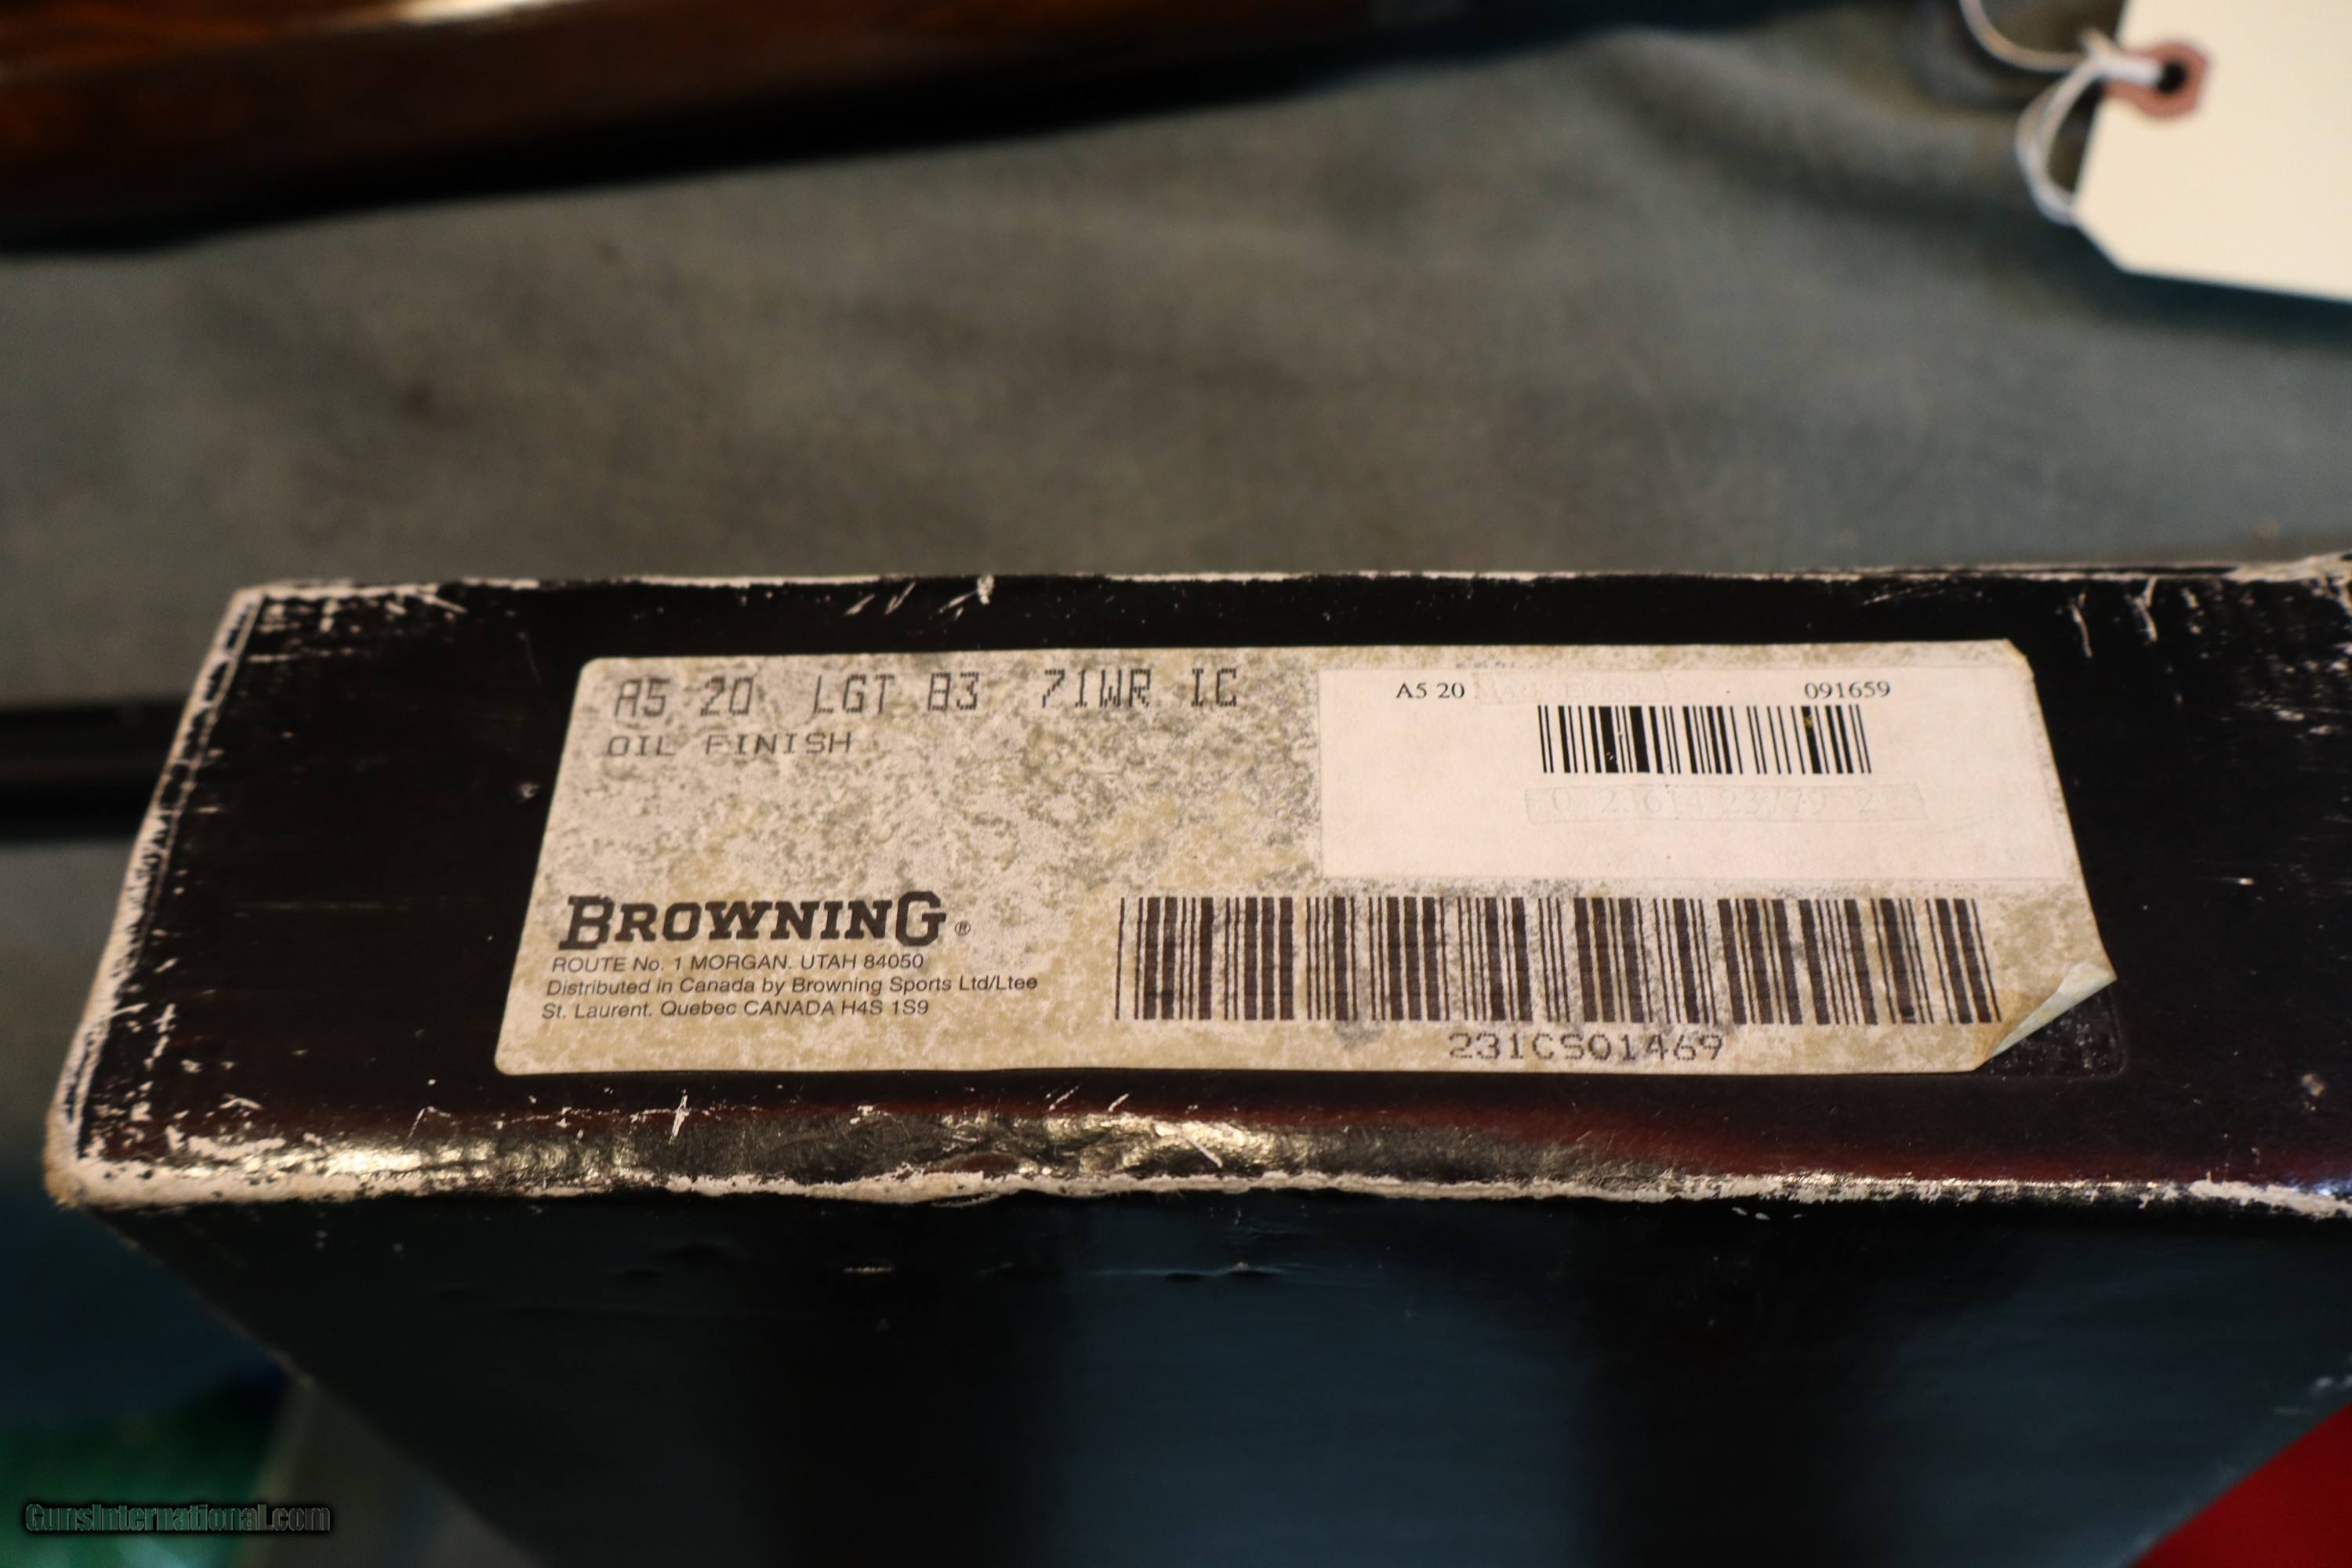 A5 20 LGT B3 71WR IC
OIL FINISH
A5 20
091659
BROWNING®
ROUTE No. 1 MORGAN. UTAH 84050
Distributed in Canada by Browning Sports Ltd/Ltee
St. Laurent. Quebec CANADA H4S 1S9
231CS01469
GunsInternational.com